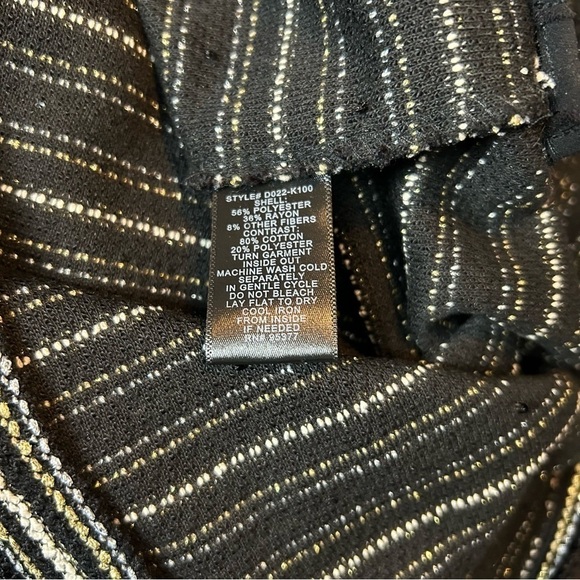 STYLE# D022-K100
SHELL:
56% POLYESTER
36% RAYON
8% OTHER FIBERS
CONTRAST:
80% COTTON
20% POLYESTER
TURN GARMENT
INSIDE OUT
MACHINE WASH COLD
SEPARATELY
IN GENTLE CYCLE
DO NOT BLEACH
LAY FLAT TO DRY
COOL IRON
FROM INSIDE
IF NEEDED
RN# 95377